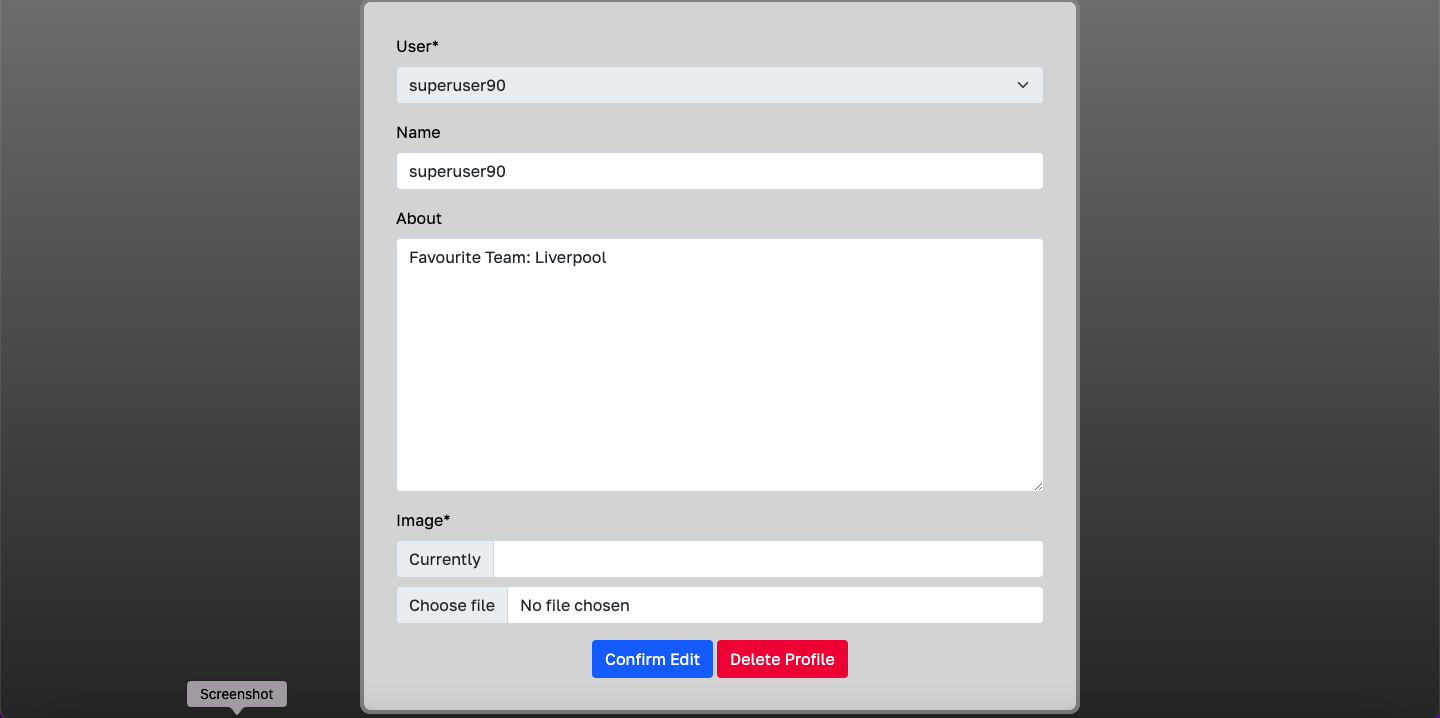 User*
superuser90
Name
superuser90
About
Favourite Team: Liverpool
Image*
Currently
Choose file No file chosen
Confirm Edit Delete Profile
Screenshot